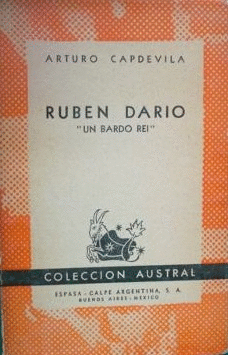 ARTURO CAPDEVILA
RUBEN DARIO
"UN BARDO REI"
COLECCION AUSTRAL
ESPASA - CALPE ARGENTINA, S. A.
BUENOS AIRES - MEXICO